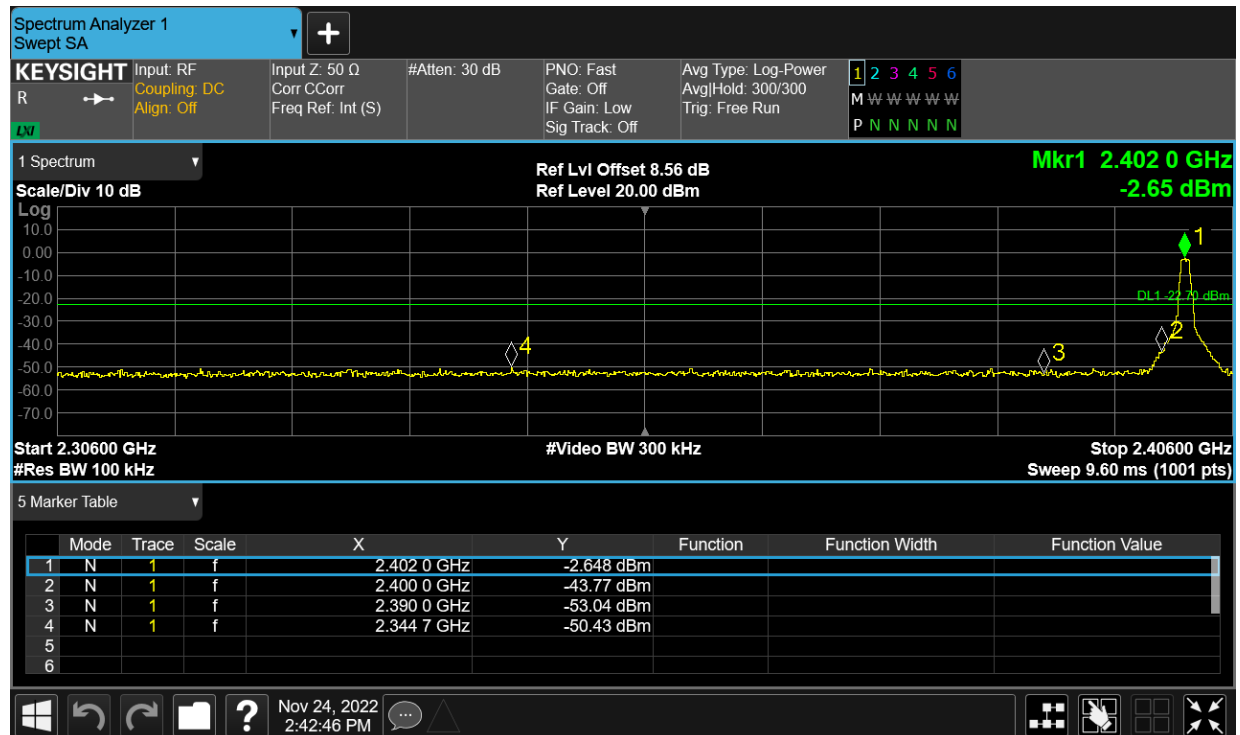 Spectrum Analyzer 1
Swept SA
KEYSIGHT Input: RF Input Z: 50 Ω #Atten: 30 dB PNO: Fast Avg Type: Log-Power 1 2 3 4 5 6
R Coupling: DC Corr CCorr Gate: Off Avg|Hold: 300/300 M W W W W W
Align: Off Freq Ref: Int (S) IF Gain: Low Trig: Free Run
LXI Sig Track: Off P N N N N N
1 Spectrum Ref Lvl Offset 8.56 dB Mkr1 2.402 0 GHz
Scale/Div 10 dB Ref Level 20.00 dBm -2.65 dBm
Log
10.0 1
0.00
-10.0
-20.0 DL1 -22.70 dBm
-30.0 2
-40.0 4 3
-50.0
-60.0
-70.0
Start 2.30600 GHz #Video BW 300 kHz Stop 2.40600 GHz
#Res BW 100 kHz Sweep 9.60 ms (1001 pts)
5 Marker Table
Mode Trace Scale X Y Function Function Width Function Value
1 N 1 f 2.402 0 GHz -2.648 dBm
2 N 1 f 2.400 0 GHz -43.77 dBm
3 N 1 f 2.390 0 GHz -53.04 dBm
4 N 1 f 2.344 7 GHz -50.43 dBm
5
6
? Nov 24, 2022
2:42:46 PM